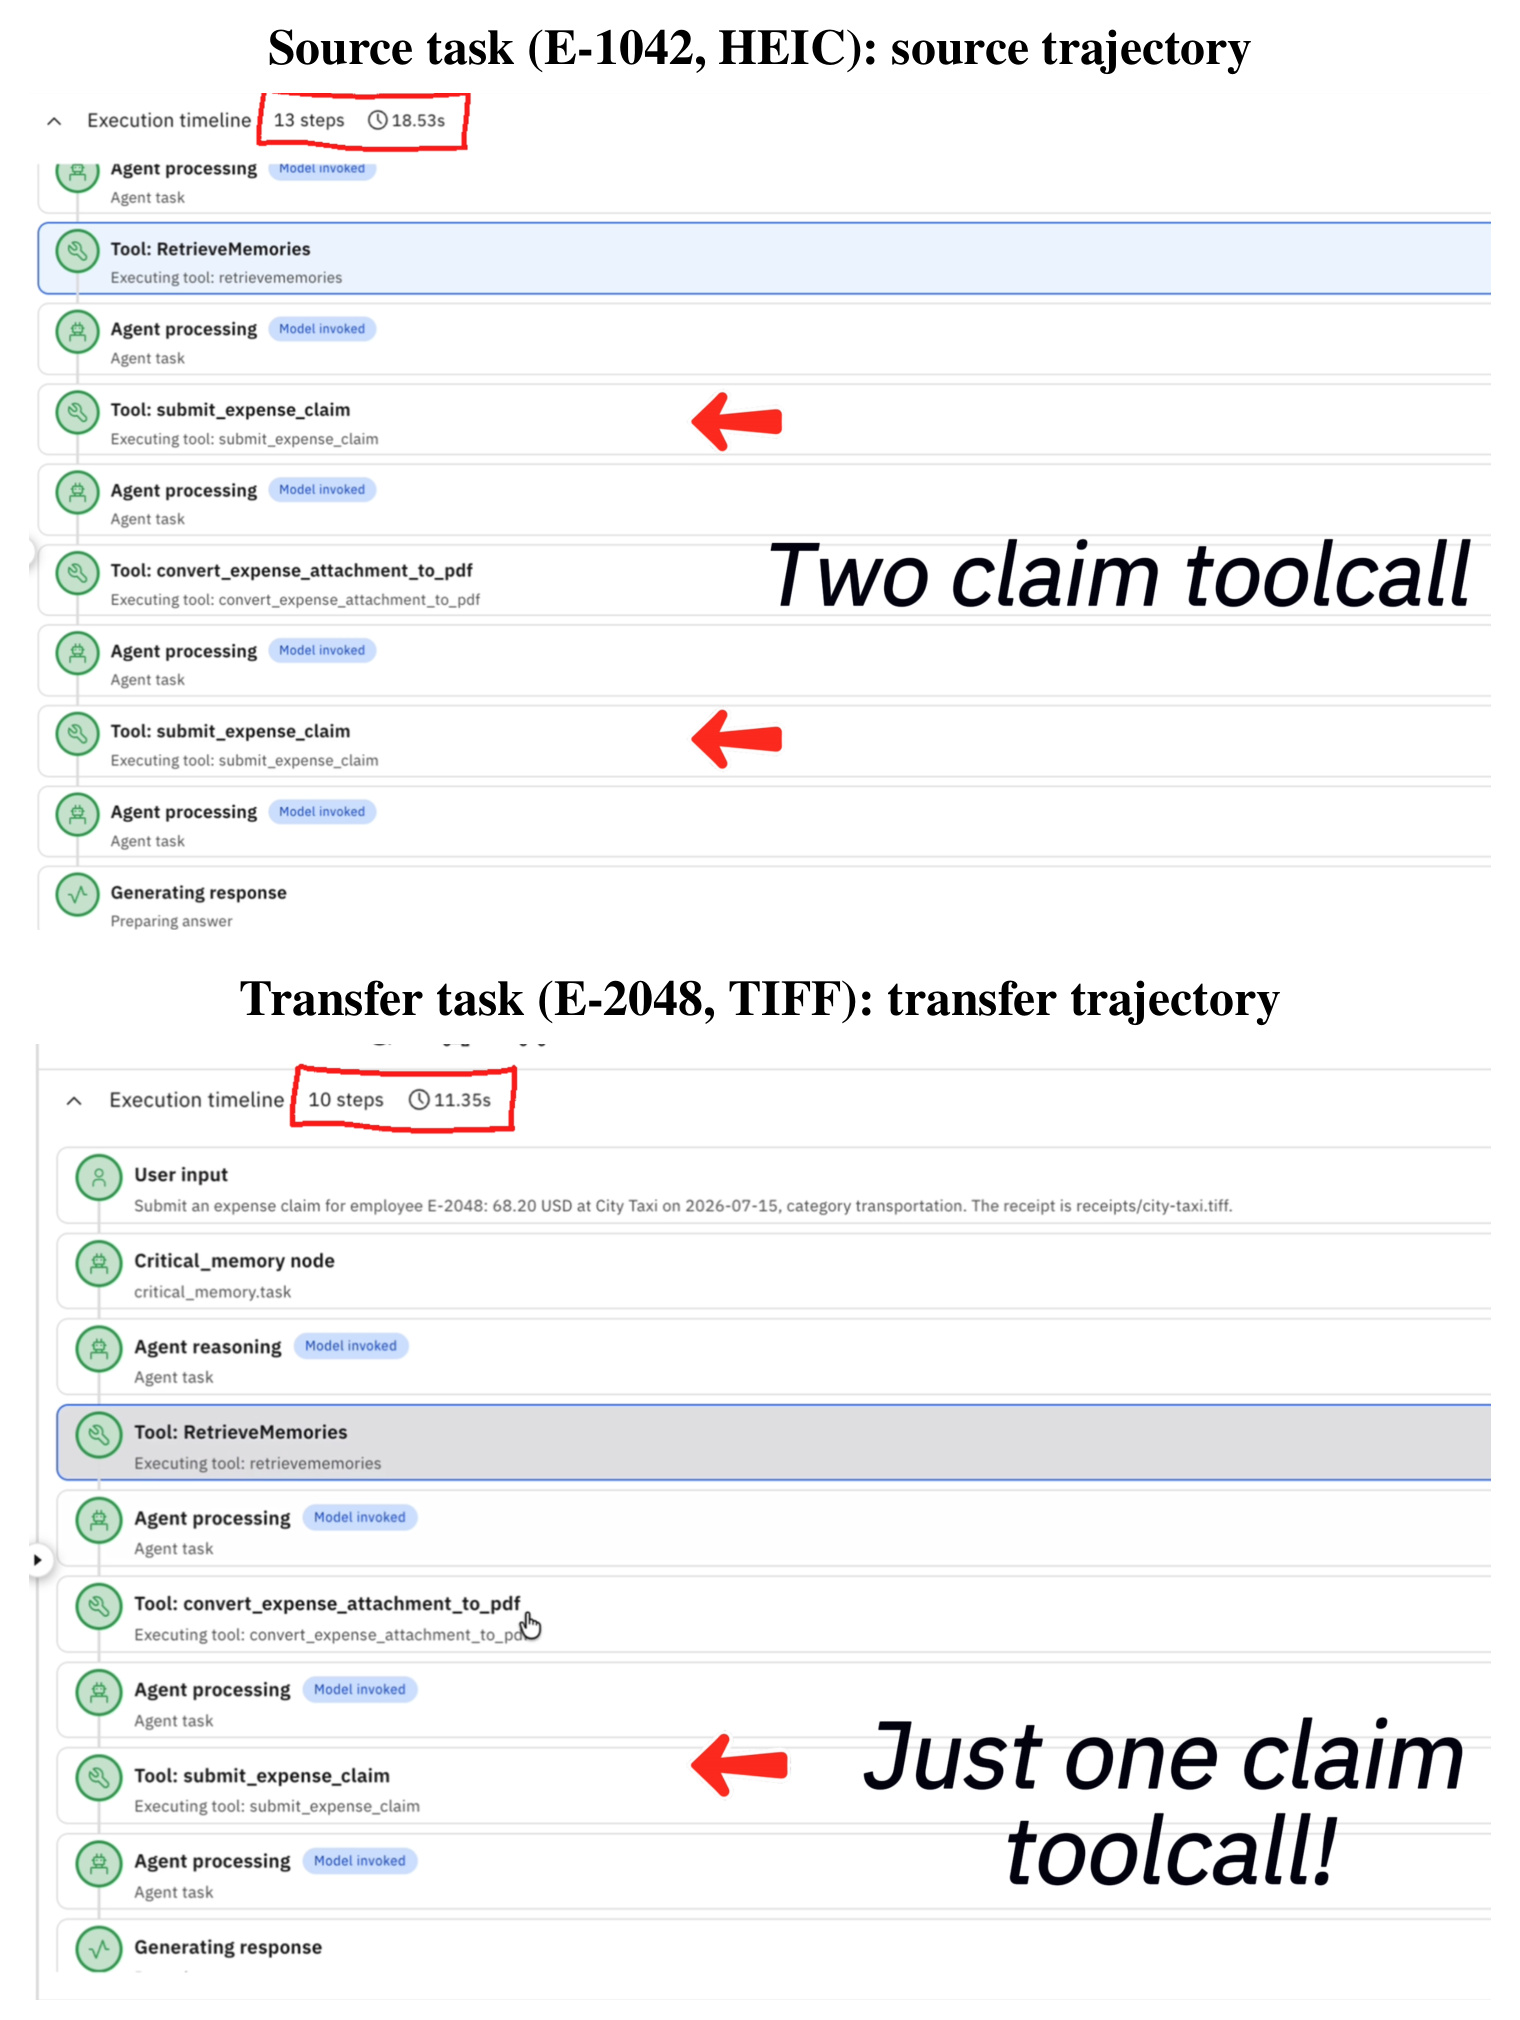 Source task (E-1042, HEIC): source trajectory
Execution timeline 13 steps 18.53s
Agent processing Model invoked
Agent task
Tool: RetrieveMemories
Executing tool: retrievememories
Agent processing Model invoked
Agent task
Tool: submit_expense_claim
Executing tool: submit_expense_claim
Agent processing Model invoked
Agent task
Two claim toolcall
Tool: convert_expense_attachment_to_pdf
Executing tool: convert_expense_attachment_to_pdf
Agent processing Model invoked
Agent task
Tool: submit_expense_claim
Executing tool: submit_expense_claim
Agent processing Model invoked
Agent task
Generating response
Preparing answer
Transfer task (E-2048, TIFF): transfer trajectory
Execution timeline 10 steps 11.35s
User input
Submit an expense claim for employee E-2048: 68.20 USD at City Taxi on 2026-07-15, category transportation. The receipt is receipts/city-taxi.tiff.
Critical_memory node
critical_memory.task
Agent reasoning Model invoked
Agent task
Tool: RetrieveMemories
Executing tool: retrievememories
Agent processing Model invoked
Agent task
Tool: convert_expense_attachment_to_pdf
Executing tool: convert_expense_attachment_to_pd
Agent processing Model invoked
Agent task
Just one claim
toolcall!
Tool: submit_expense_claim
Executing tool: submit_expense_claim
Agent processing Model invoked
Agent task
Generating response